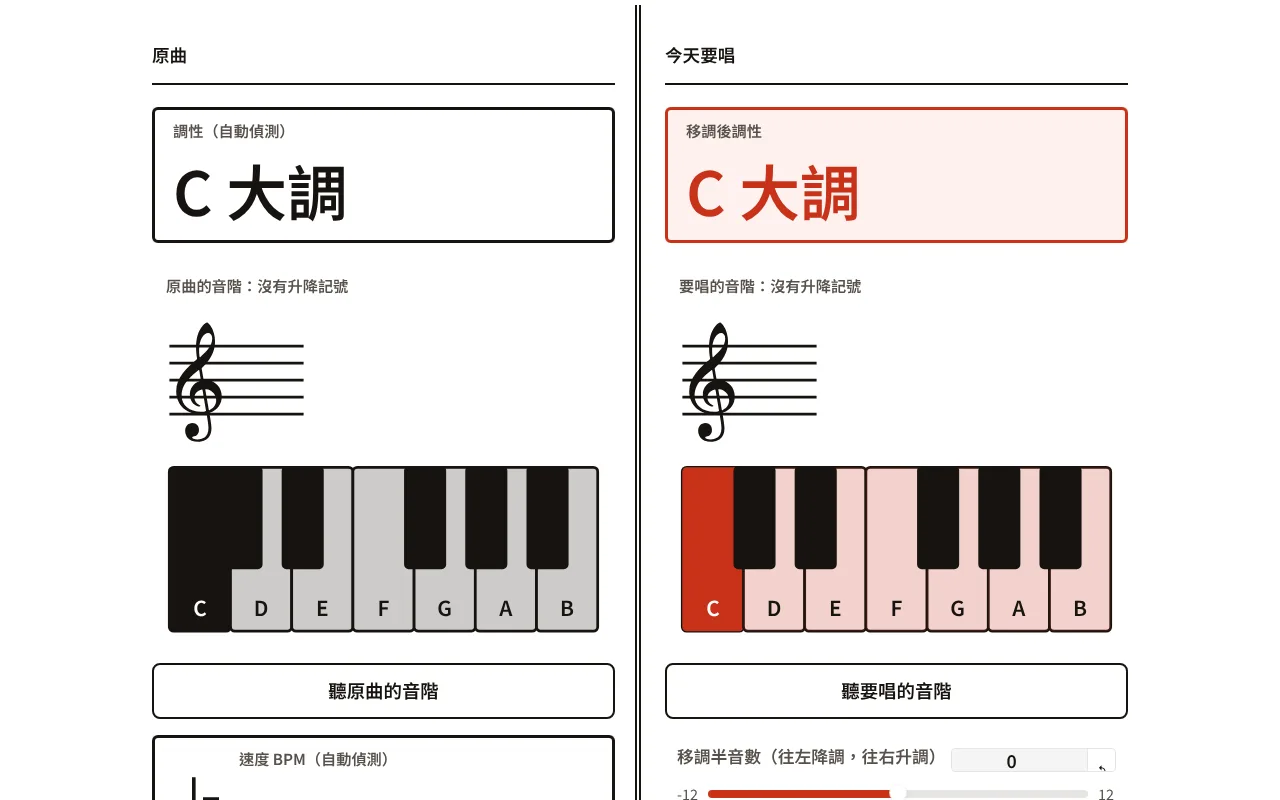 原曲
調性（自動偵測）
C 大調
原曲的音階：沒有升降記號
C D E F G A B
聽原曲的音階
速度 BPM（自動偵測）
今天要唱
移調後調性
C 大調
要唱的音階：沒有升降記號
C D E F G A B
聽要唱的音階
移調半音數（往左降調，往右升調） 0
-12 12